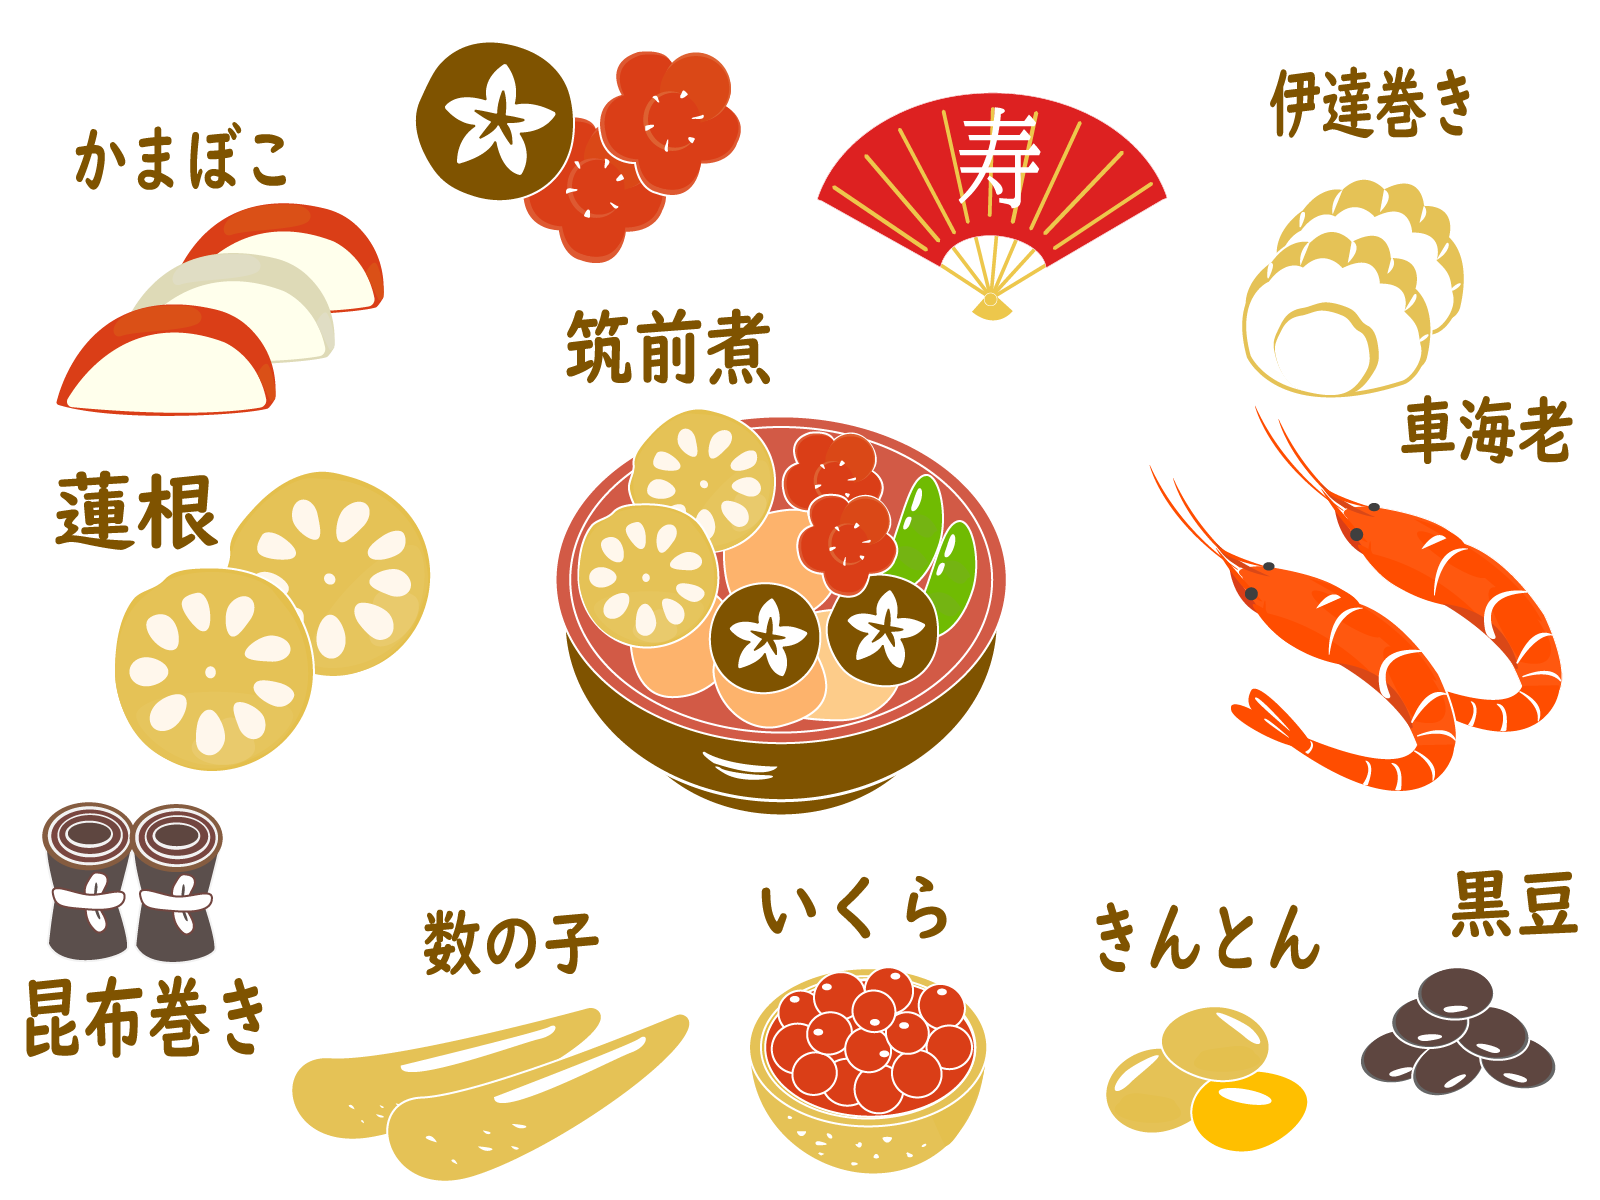 かまぼこ
寿
伊達巻き
筑前煮
車海老
蓮根
昆布巻き
数の子
いくら
きんとん
黒豆